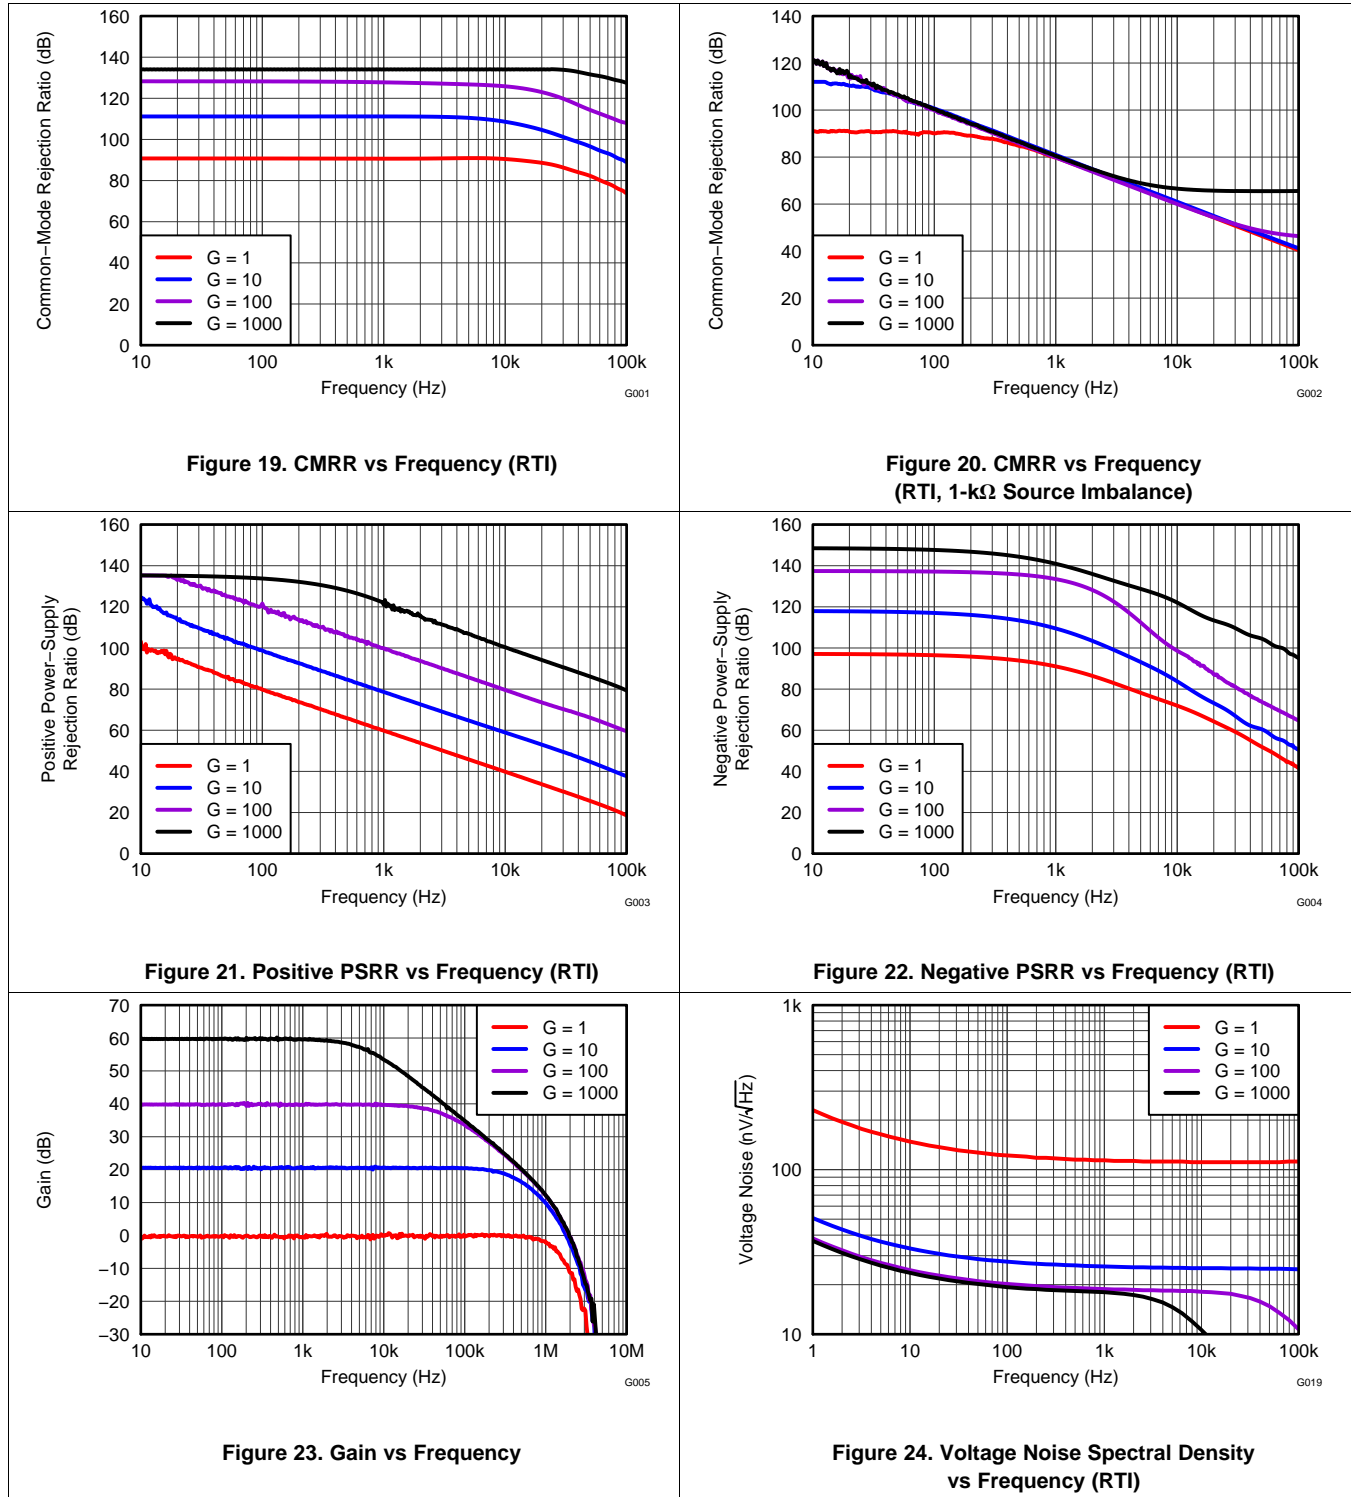 160
140
120
100
80
60
40
20
0
Common−Mode Rejection Ratio (dB)
G = 1
G = 10
G = 100
G = 1000
10 100 1k 10k 100k
Frequency (Hz)
G001
Figure 19. CMRR vs Frequency (RTI)
140
120
100
80
60
40
20
0
Common−Mode Rejection Ratio (dB)
G = 1
G = 10
G = 100
G = 1000
10 100 1k 10k 100k
Frequency (Hz)
G002
Figure 20. CMRR vs Frequency
(RTI, 1-kΩ Source Imbalance)
160
140
120
100
80
60
40
20
0
Positive Power−Supply
Rejection Ratio (dB)
G = 1
G = 10
G = 100
G = 1000
10 100 1k 10k 100k
Frequency (Hz)
G003
Figure 21. Positive PSRR vs Frequency (RTI)
160
140
120
100
80
60
40
20
0
Negative Power−Supply
Rejection Ratio (dB)
G = 1
G = 10
G = 100
G = 1000
10 100 1k 10k 100k
Frequency (Hz)
G004
Figure 22. Negative PSRR vs Frequency (RTI)
70
60
50
40
30
20
10
0
−10
−20
−30
Gain (dB)
G = 1
G = 10
G = 100
G = 1000
10 100 1k 10k 100k 1M 10M
Frequency (Hz)
G005
Figure 23. Gain vs Frequency
1k
100
10
Voltage Noise (nV/√Hz)
G = 1
G = 10
G = 100
G = 1000
1 10 100 1k 10k 100k
Frequency (Hz)
G019
Figure 24. Voltage Noise Spectral Density
vs Frequency (RTI)